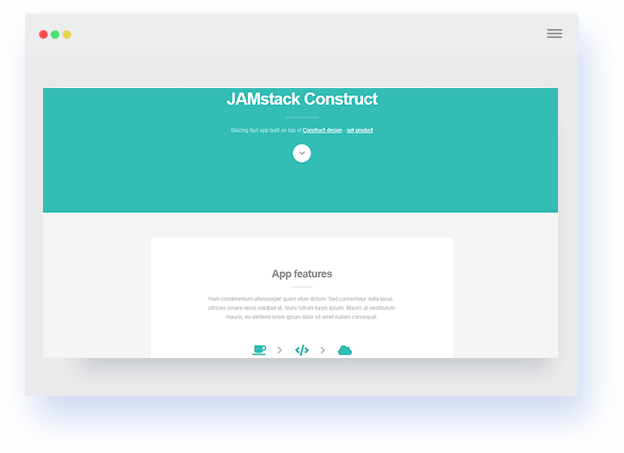 JAMstack Construct
Blazing fast app built on top of Construct design - get product
App features
Nam condimentum ullamcorper quam vitae dictum. Sed consectetur nulla lacus,
ultricies ornare lacus volutpat et. Nunc rutrum turpis ipsum. Mauris at vestibulum
mauris, eu eleifend lorem ipsum dolor sit amet nullam consequat.